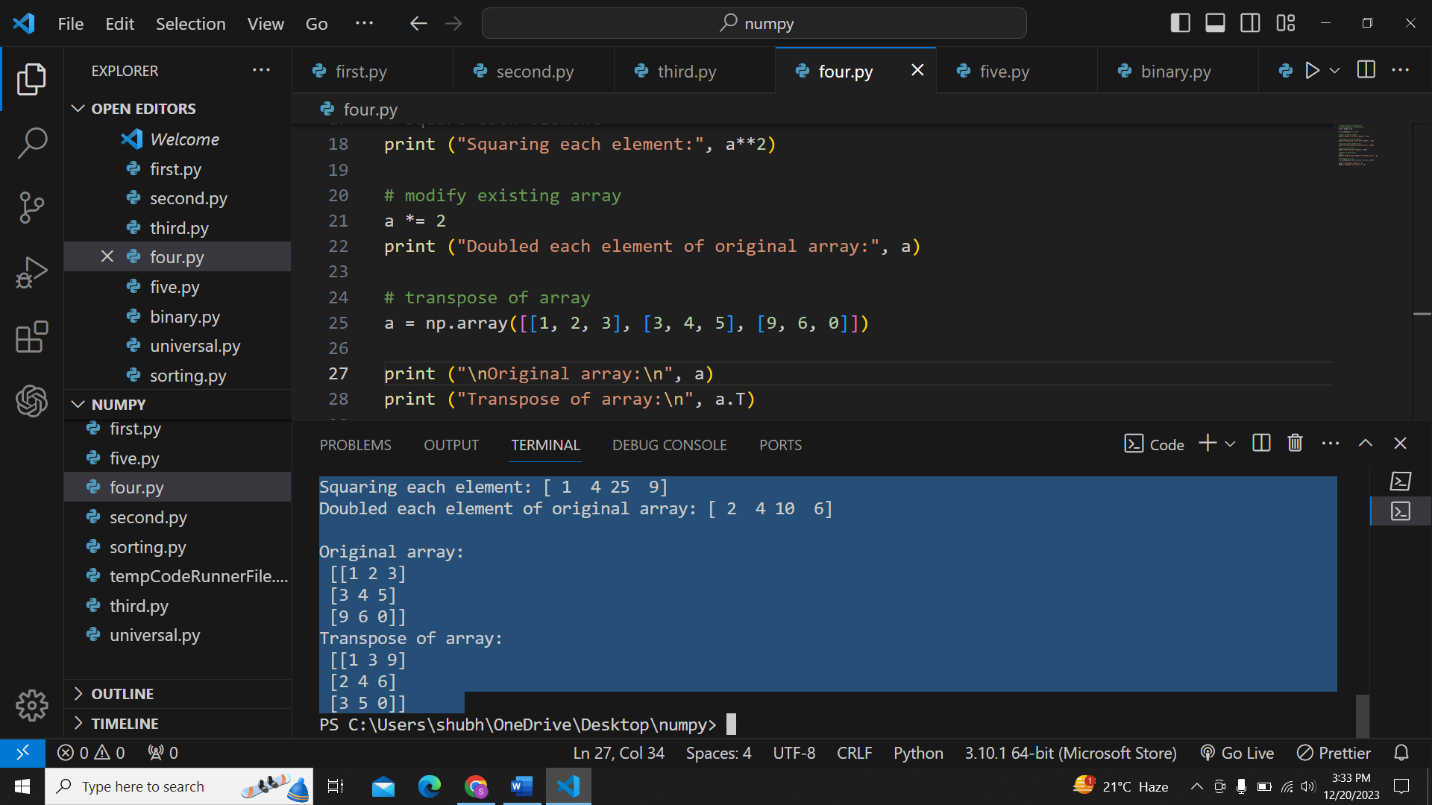 File Edit Selection View Go ··· numpy
EXPLORER ···
OPEN EDITORS
Welcome
first.py
second.py
third.py
four.py
five.py
binary.py
universal.py
sorting.py
NUMPY
first.py
five.py
four.py
second.py
sorting.py
tempCodeRunnerFile....
third.py
universal.py
OUTLINE
TIMELINE
first.py second.py third.py four.py five.py binary.py ···
four.py
18 print ("Squaring each element:", a**2)
19
20 # modify existing array
21 a *= 2
22 print ("Doubled each element of original array:", a)
23
24 # transpose of array
25 a = np.array([[1, 2, 3], [3, 4, 5], [9, 6, 0]])
26
27 print ("\nOriginal array:\n", a)
28 print ("Transpose of array:\n", a.T)
PROBLEMS OUTPUT TERMINAL DEBUG CONSOLE PORTS Code ···
Squaring each element: [ 1  4 25  9]
Doubled each element of original array: [ 2  4 10  6]
Original array:
 [[1 2 3]
 [3 4 5]
 [9 6 0]]
Transpose of array:
 [[1 3 9]
 [2 4 6]
 [3 5 0]]
PS C:\Users\shubh\OneDrive\Desktop\numpy>
0 0 0 Ln 27, Col 34 Spaces: 4 UTF-8 CRLF Python 3.10.1 64-bit (Microsoft Store) Go Live Prettier
Type here to search 21°C Haze 3:33 PM
12/20/2023